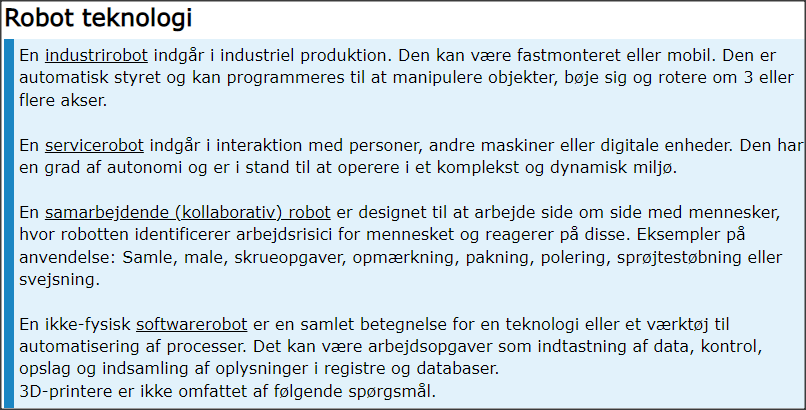 Robot teknologi
En industrirobot indgår i industriel produktion. Den kan være fastmonteret eller mobil. Den er
automatisk styret og kan programmeres til at manipulere objekter, bøje sig og rotere om 3 eller
flere akser.
En servicerobot indgår i interaktion med personer, andre maskiner eller digitale enheder. Den har
en grad af autonomi og er i stand til at operere i et komplekst og dynamisk miljø.
En samarbejdende (kollaborativ) robot er designet til at arbejde side om side med mennesker,
hvor robotten identificerer arbejdsrisici for mennesket og reagerer på disse. Eksempler på
anvendelse: Samle, male, skrueopgaver, opmærkning, pakning, polering, sprøjtestøbning eller
svejsning.
En ikke-fysisk softwarerobot er en samlet betegnelse for en teknologi eller et værktøj til
automatisering af processer. Det kan være arbejdsopgaver som indtastning af data, kontrol,
opslag og indsamling af oplysninger i registre og databaser.
3D-printere er ikke omfattet af følgende spørgsmål.